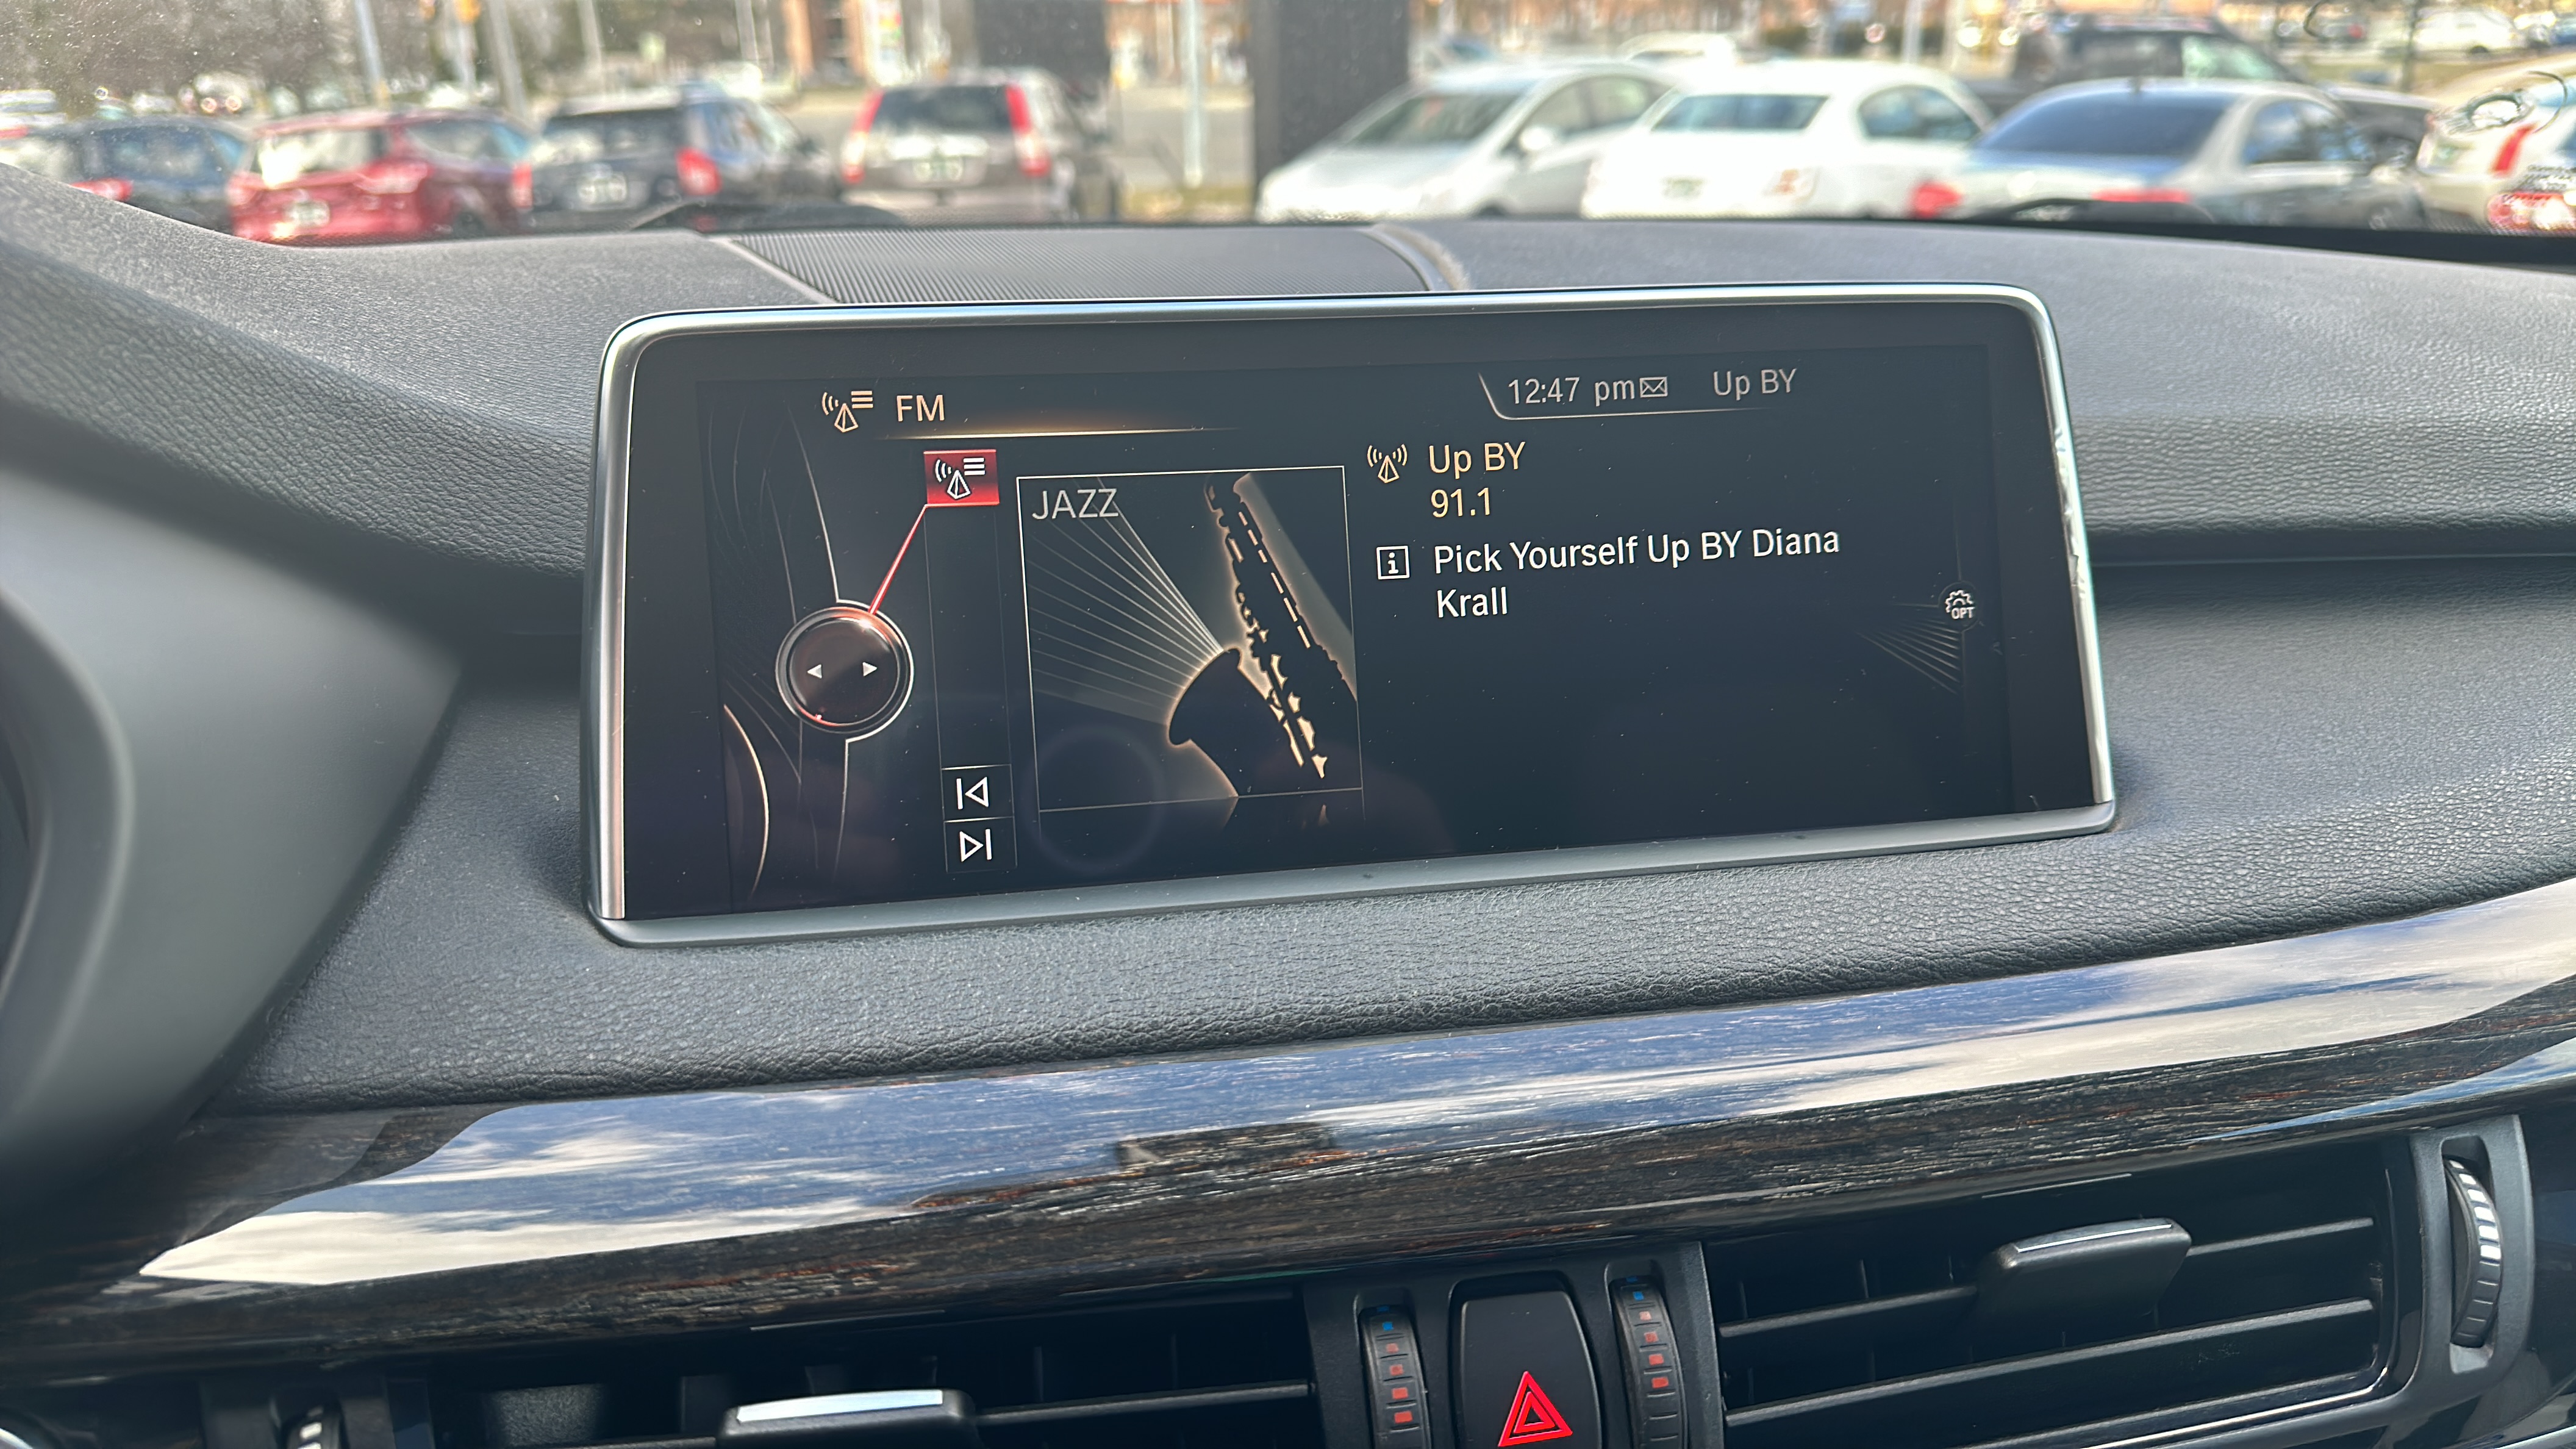 FM
12:47 pm Up BY
JAZZ
Up BY
91.1
Pick Yourself Up BY Diana
Krall
OPT